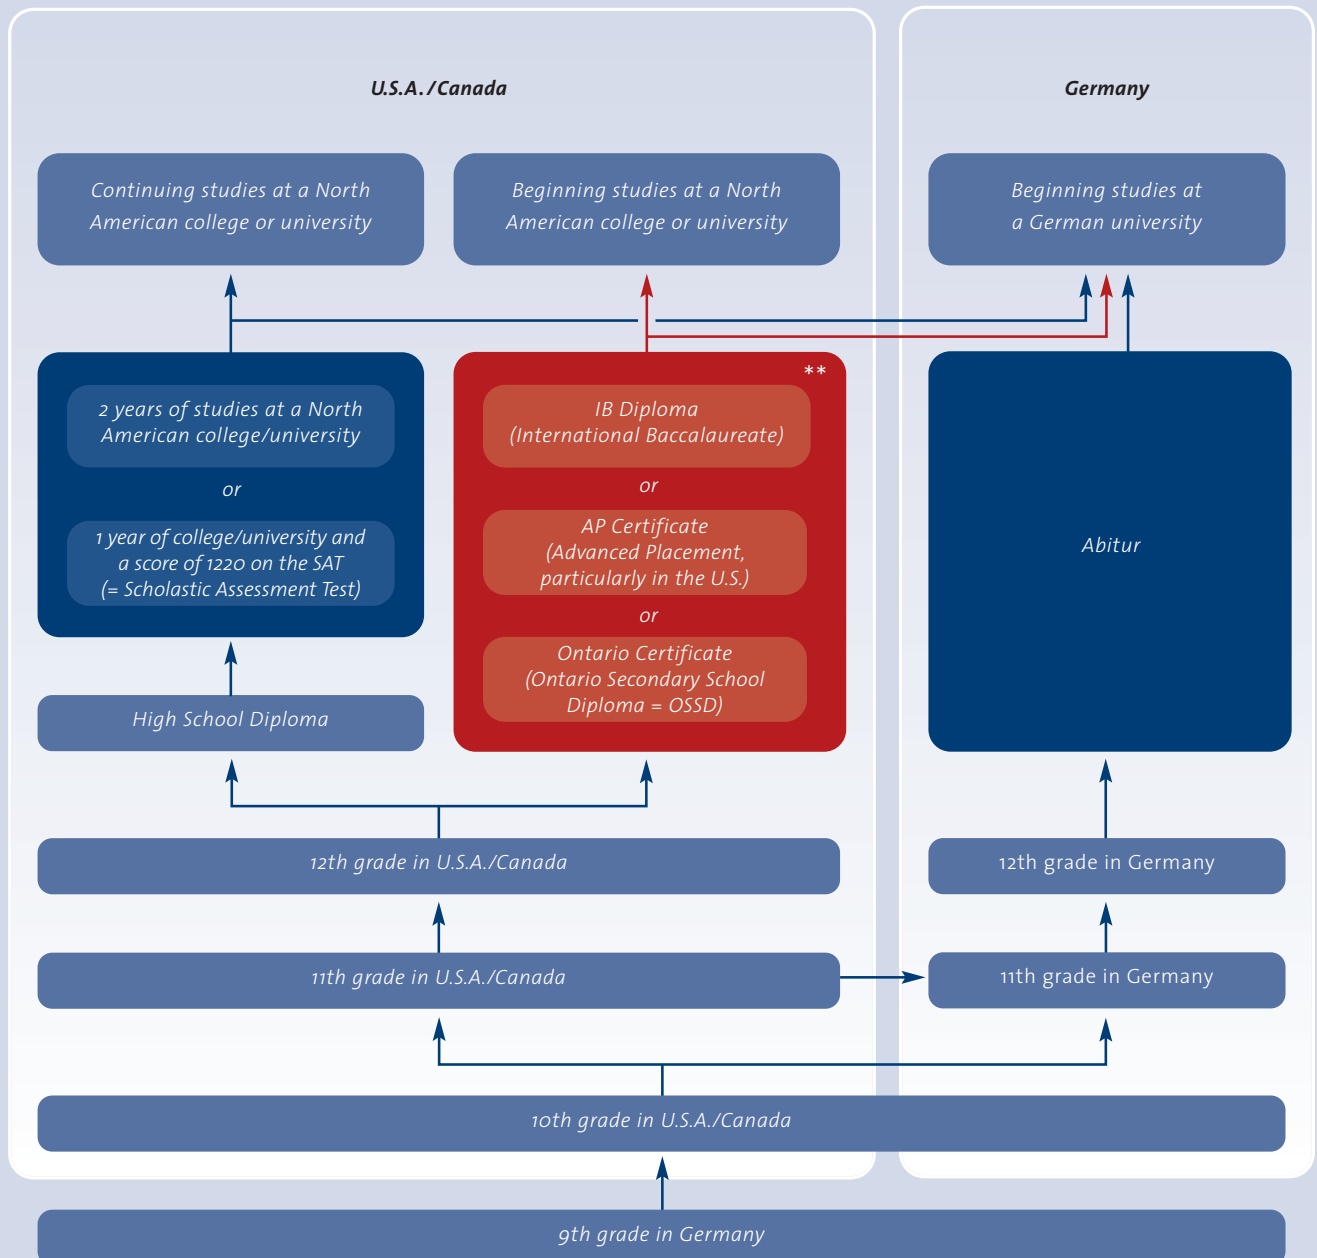 U.S.A./Canada
Germany
Continuing studies at a North
American college or university
Beginning studies at a North
American college or university
Beginning studies at
a German university
**
2 years of studies at a North
American college/university
or
1 year of college/university and
a score of 1220 on the SAT
(= Scholastic Assessment Test)
IB Diploma
(International Baccalaureate)
or
AP Certificate
(Advanced Placement,
particularly in the U.S.)
or
Ontario Certificate
(Ontario Secondary School
Diploma = OSSD)
Abitur
High School Diploma
12th grade in U.S.A./Canada
12th grade in Germany
11th grade in U.S.A./Canada
11th grade in Germany
10th grade in U.S.A./Canada
9th grade in Germany